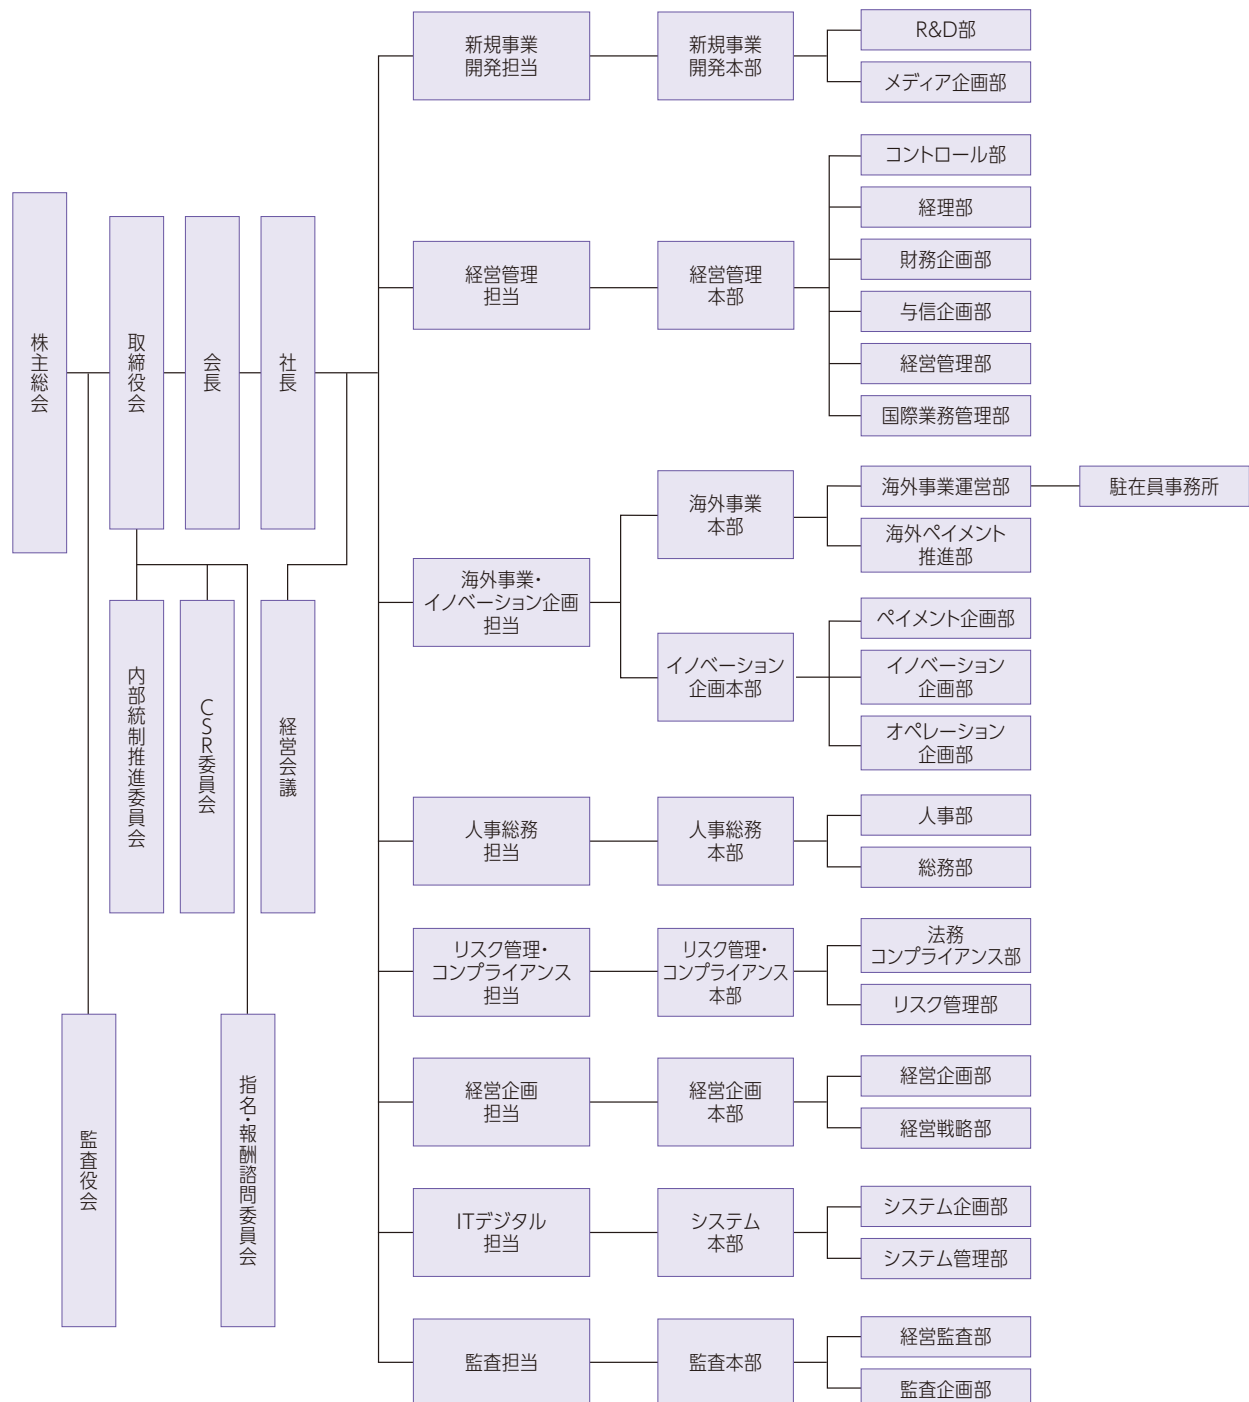 株主総会
取締役会
会長
社長
内部統制推進委員会
CSR委員会
経営会議
監査役会
指名・報酬諮問委員会
新規事業
開発担当
新規事業
開発本部
R&D部
メディア企画部
経営管理
担当
経営管理
本部
コントロール部
経理部
財務企画部
与信企画部
経営管理部
国際業務管理部
海外事業・
イノベーション企画
担当
海外事業
本部
海外事業運営部
駐在員事務所
海外ペイメント
推進部
イノベーション
企画本部
ペイメント企画部
イノベーション
企画部
オペレーション
企画部
人事総務
担当
人事総務
本部
人事部
総務部
リスク管理・
コンプライアンス
担当
リスク管理・
コンプライアンス
本部
法務
コンプライアンス部
リスク管理部
経営企画
担当
経営企画
本部
経営企画部
経営戦略部
ITデジタル
担当
システム
本部
システム企画部
システム管理部
監査担当
監査本部
経営監査部
監査企画部